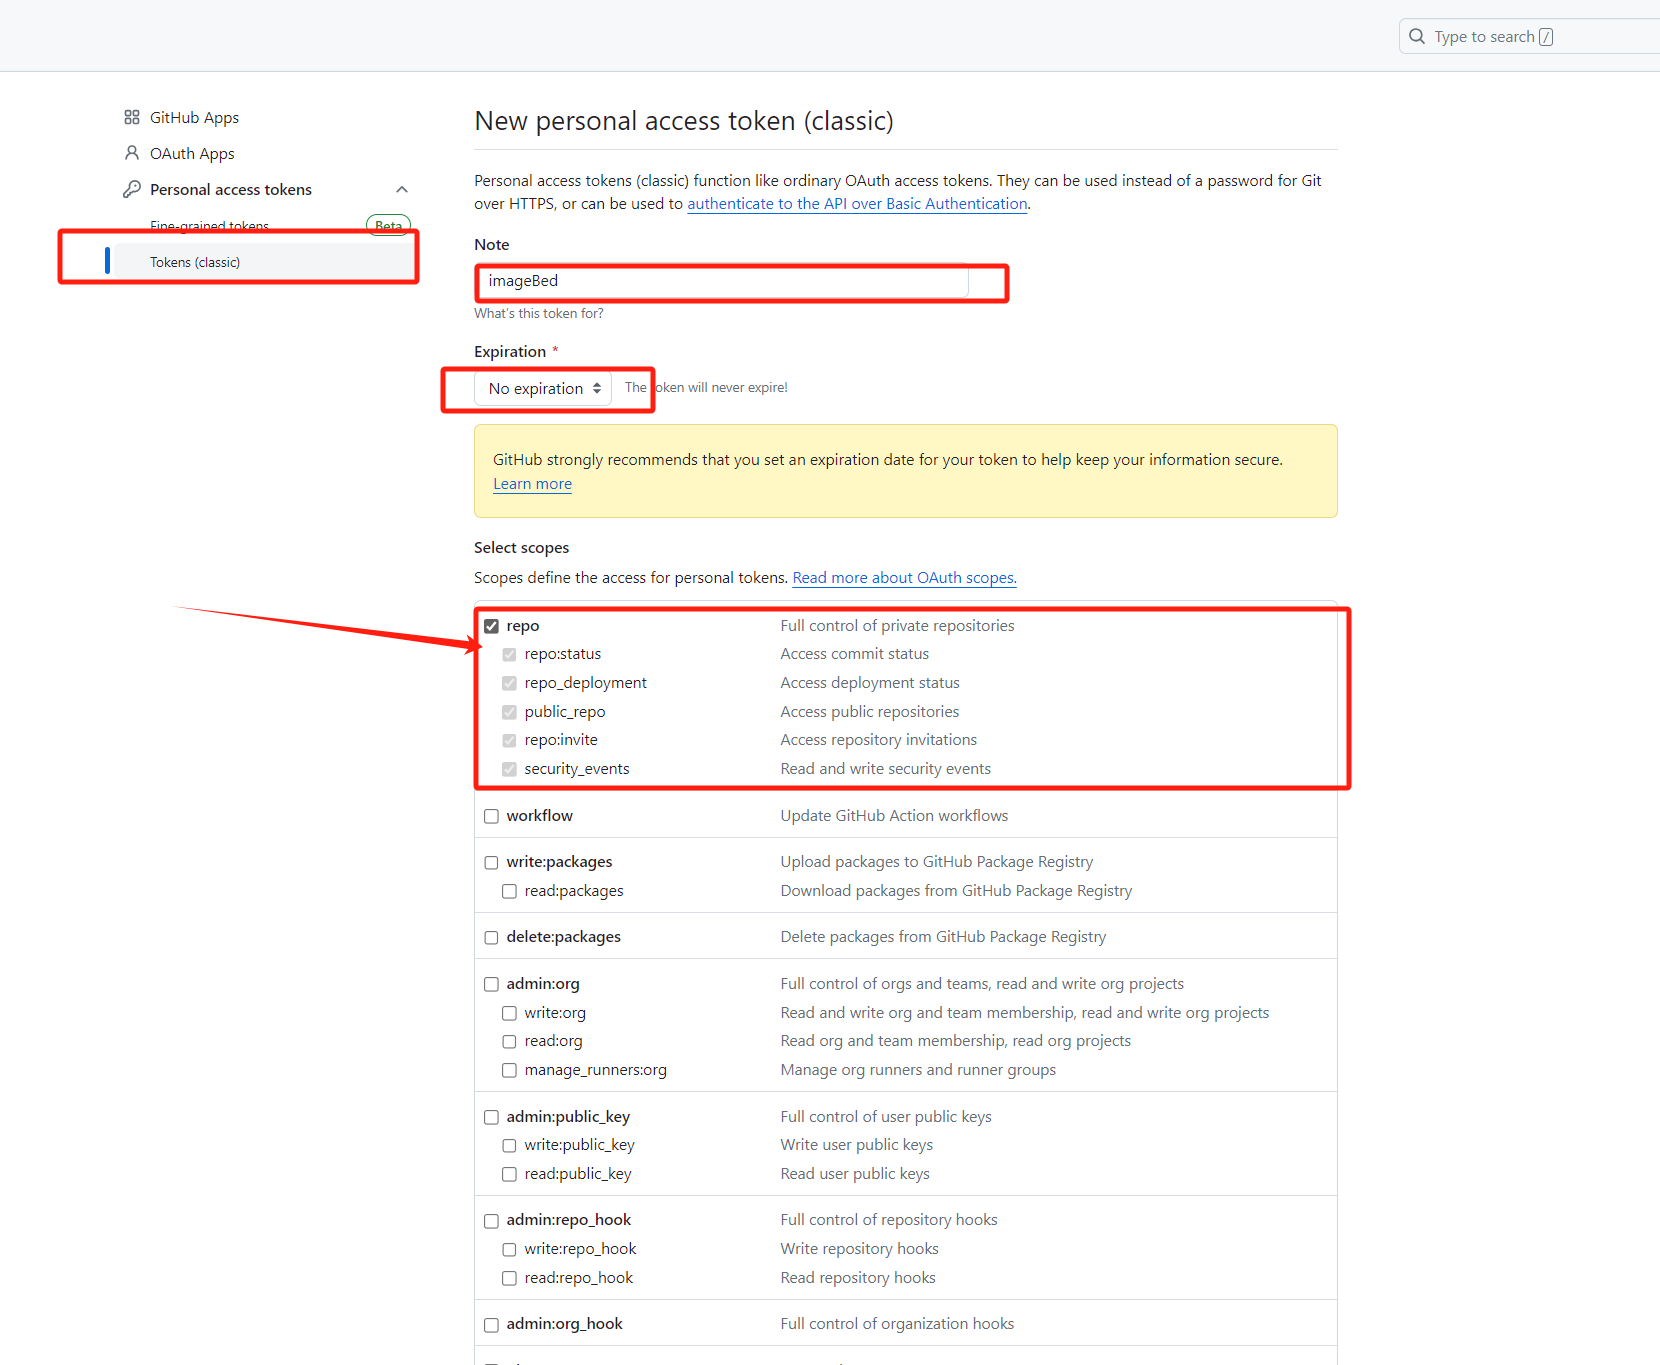 Type to search /
GitHub Apps
OAuth Apps
Personal access tokens
Fine-grained tokens Beta
Tokens (classic)
New personal access token (classic)
Personal access tokens (classic) function like ordinary OAuth access tokens. They can be used instead of a password for Git
over HTTPS, or can be used to authenticate to the API over Basic Authentication.
Note
imageBed
What's this token for?
Expiration *
No expiration The token will never expire!
GitHub strongly recommends that you set an expiration date for your token to help keep your information secure.
Learn more
Select scopes
Scopes define the access for personal tokens. Read more about OAuth scopes.
repo Full control of private repositories
repo:status Access commit status
repo_deployment Access deployment status
public_repo Access public repositories
repo:invite Access repository invitations
security_events Read and write security events
workflow Update GitHub Action workflows
write:packages Upload packages to GitHub Package Registry
read:packages Download packages from GitHub Package Registry
delete:packages Delete packages from GitHub Package Registry
admin:org Full control of orgs and teams, read and write org projects
write:org Read and write org and team membership, read and write org projects
read:org Read org and team membership, read org projects
manage_runners:org Manage org runners and runner groups
admin:public_key Full control of user public keys
write:public_key Write user public keys
read:public_key Read user public keys
admin:repo_hook Full control of repository hooks
write:repo_hook Write repository hooks
read:repo_hook Read repository hooks
admin:org_hook Full control of organization hooks